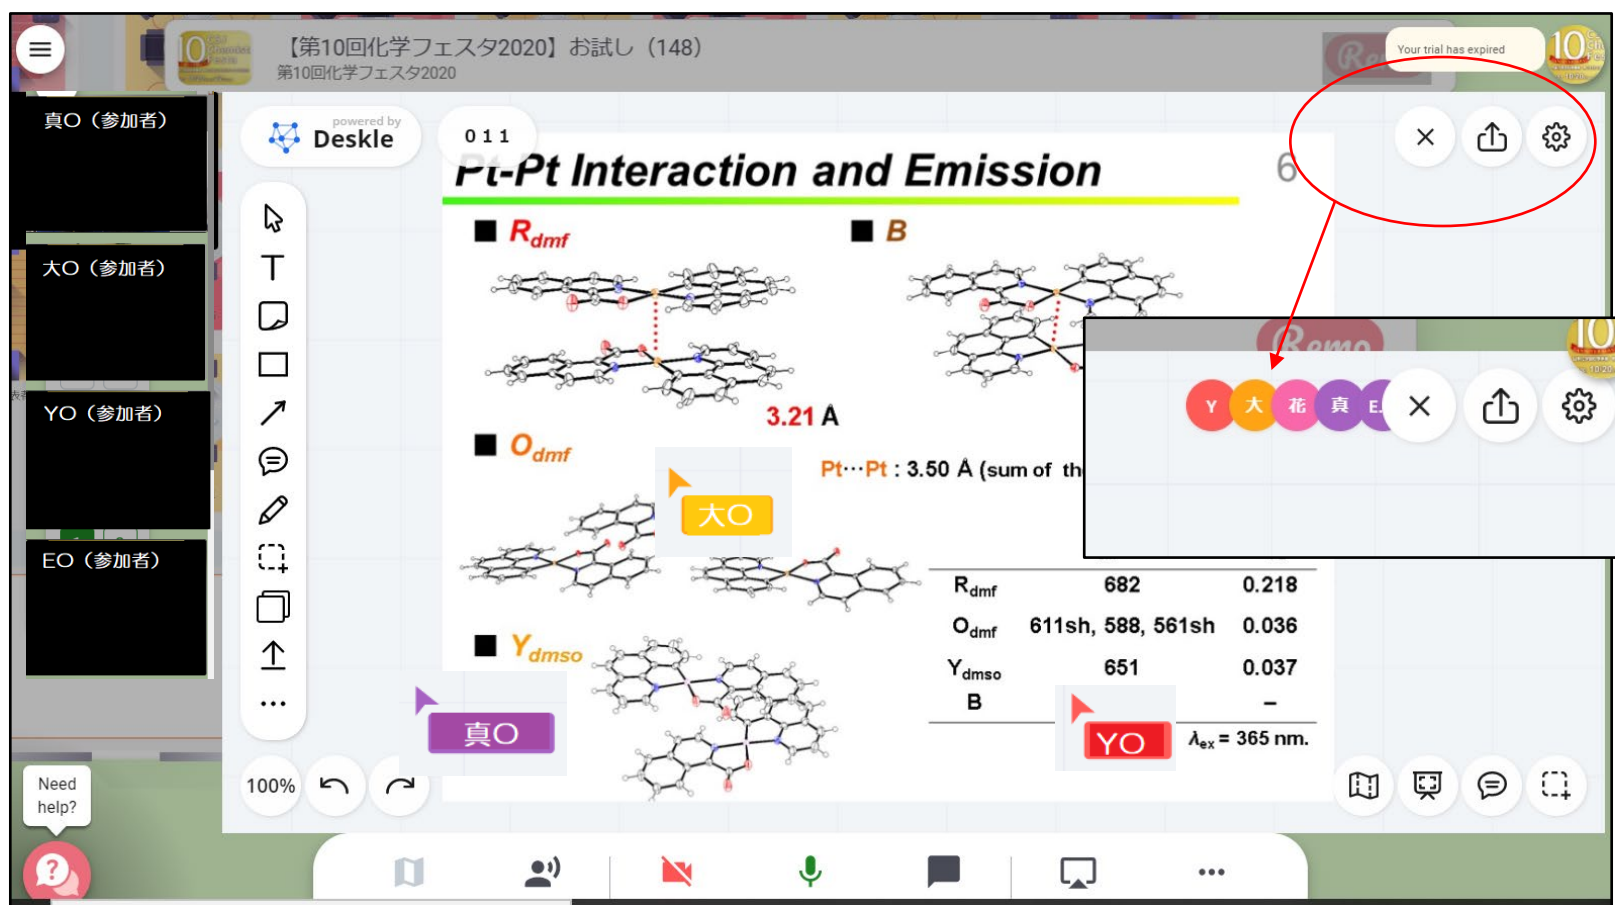 【第10回化学フェスタ2020】お試し（148）
第10回化学フェスタ2020
Your trial has expired
真O（参加者）
大O（参加者）
YO（参加者）
EO（参加者）
powered by
Deskle
0 1 1
Pt-Pt Interaction and Emission
6
Rdmf
B
3.21 Å
Odmf
Pt⋯Pt : 3.50 Å (sum of th
Remo
Y 大 花 真 E.
大O
Rdmf 682 0.218
Odmf 611sh, 588, 561sh 0.036
Ydmso 651 0.037
B –
λex = 365 nm.
Ydmso
真O
YO
100%
Need
help?